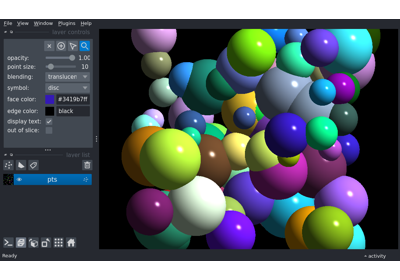 File View Window Plugins Help
layer controls
opacity: 1.00
point size: 10
blending: translucen
symbol: disc
face color: #3419b7ff
edge color: black
display text:
out of slice:
layer list
pts
Ready activity